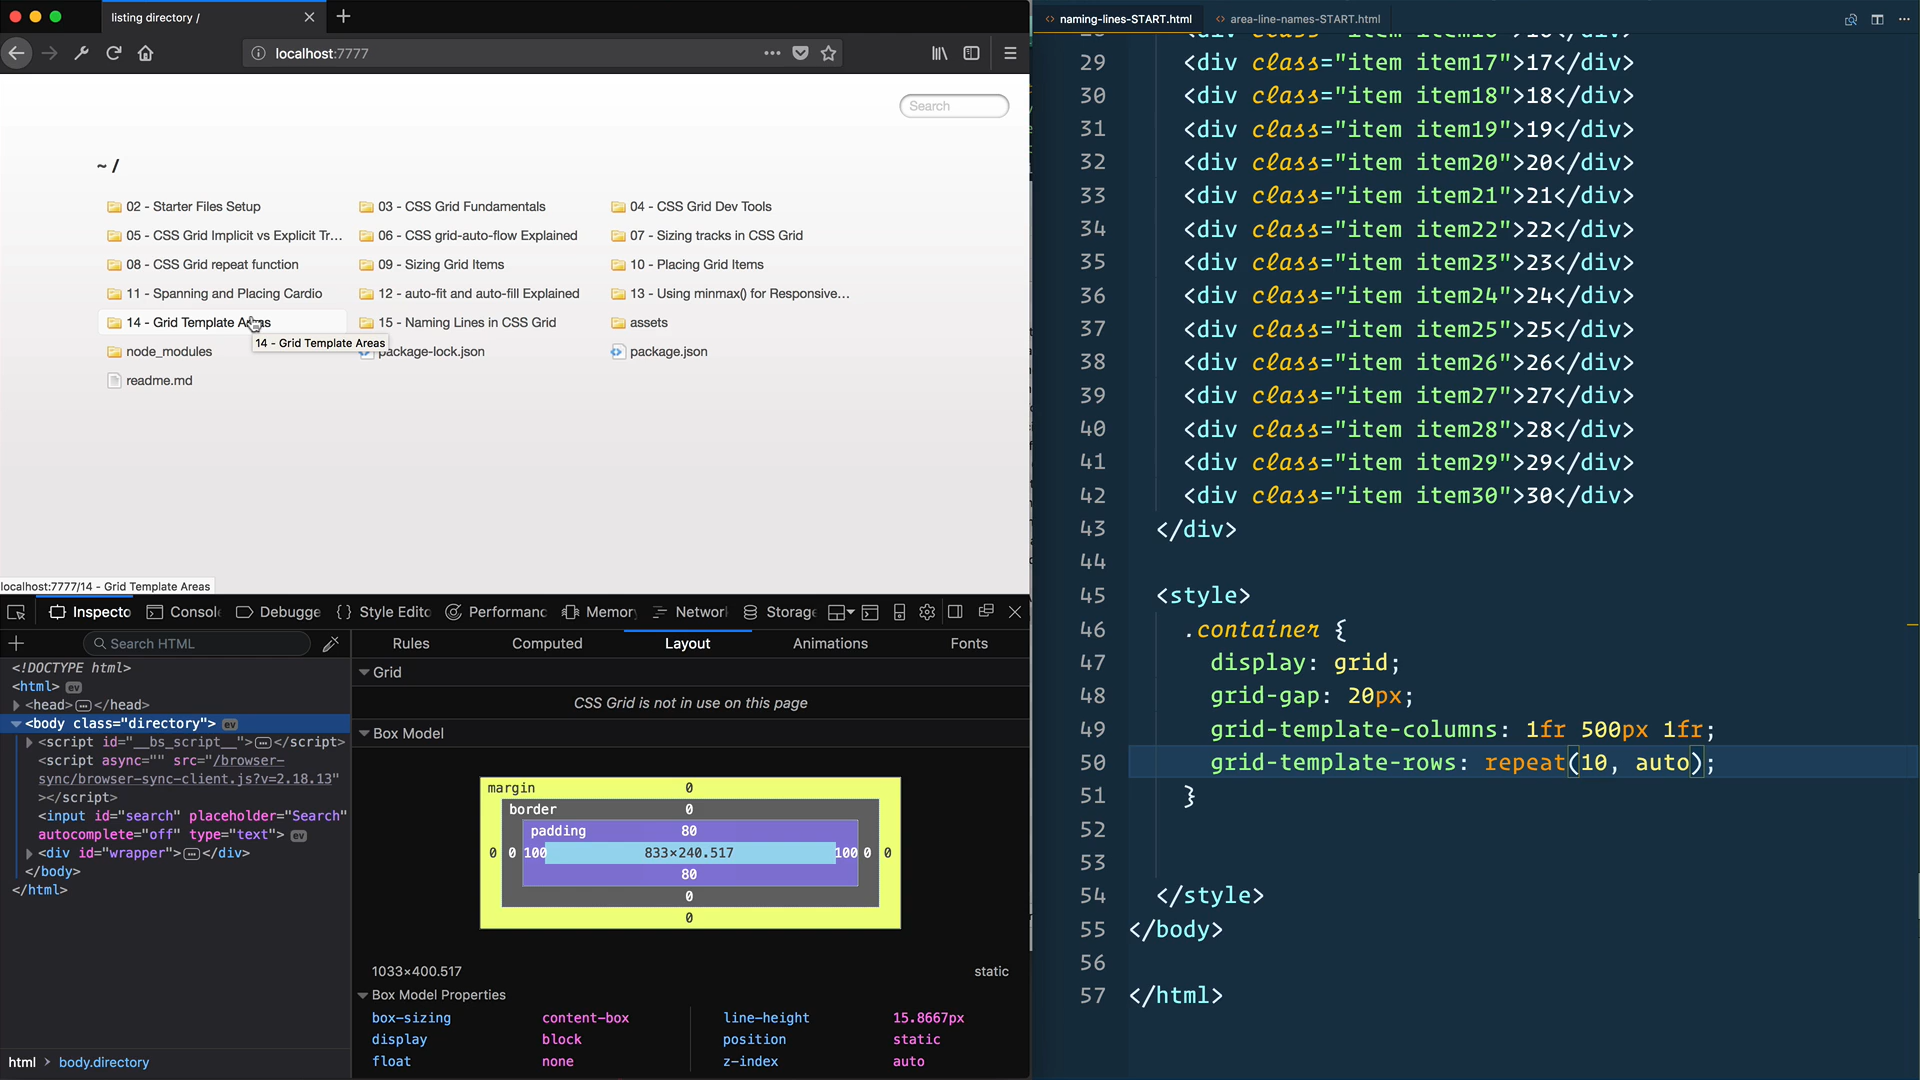 listing directory /
localhost:7777
Search
~ /
02 - Starter Files Setup
03 - CSS Grid Fundamentals
04 - CSS Grid Dev Tools
05 - CSS Grid Implicit vs Explicit Tr...
06 - CSS grid-auto-flow Explained
07 - Sizing tracks in CSS Grid
08 - CSS Grid repeat function
09 - Sizing Grid Items
10 - Placing Grid Items
11 - Spanning and Placing Cardio
12 - auto-fit and auto-fill Explained
13 - Using minmax() for Responsive...
14 - Grid Template Areas
15 - Naming Lines in CSS Grid
assets
14 - Grid Template Areas
node_modules
package-lock.json
package.json
readme.md
localhost:7777/14 - Grid Template Areas
Inspecto
Consol
Debugge
Style Edito
Performanc
Memory
Networ
Storag
Search HTML
<!DOCTYPE html>
<html> ev
<head></head>
<body class="directory"> ev
<script id="__bs_script__"></script>
<script async="" src="/browser-
sync/browser-sync-client.js?v=2.18.13"
></script>
<input id="search" placeholder="Search"
autocomplete="off" type="text"> ev
<div id="wrapper"></div>
</body>
</html>
html > body.directory
Rules Computed Layout Animations Fonts
Grid
CSS Grid is not in use on this page
Box Model
margin 0
border 0
padding 80
0 0 100 833×240.517 100 0 0
80
0
0
1033×400.517 static
Box Model Properties
box-sizing content-box line-height 15.8667px
display block position static
float none z-index auto
naming-lines-START.html
area-line-names-START.html
29 <div class="item item17">17</div>
30 <div class="item item18">18</div>
31 <div class="item item19">19</div>
32 <div class="item item20">20</div>
33 <div class="item item21">21</div>
34 <div class="item item22">22</div>
35 <div class="item item23">23</div>
36 <div class="item item24">24</div>
37 <div class="item item25">25</div>
38 <div class="item item26">26</div>
39 <div class="item item27">27</div>
40 <div class="item item28">28</div>
41 <div class="item item29">29</div>
42 <div class="item item30">30</div>
43 </div>
44
45 <style>
46 .container {
47 display: grid;
48 grid-gap: 20px;
49 grid-template-columns: 1fr 500px 1fr;
50 grid-template-rows: repeat(10, auto);
51 }
52
53
54 </style>
55 </body>
56
57 </html>